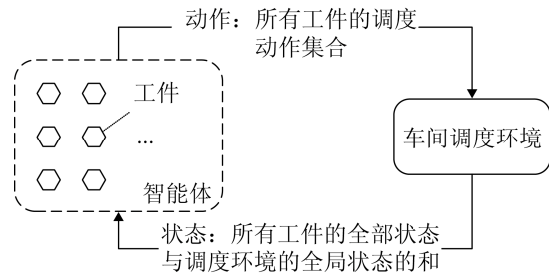 动作：所有工件的调度
动作集合
工件
...
智能体
车间调度环境
状态：所有工件的全部状态
与调度环境的全局状态的和